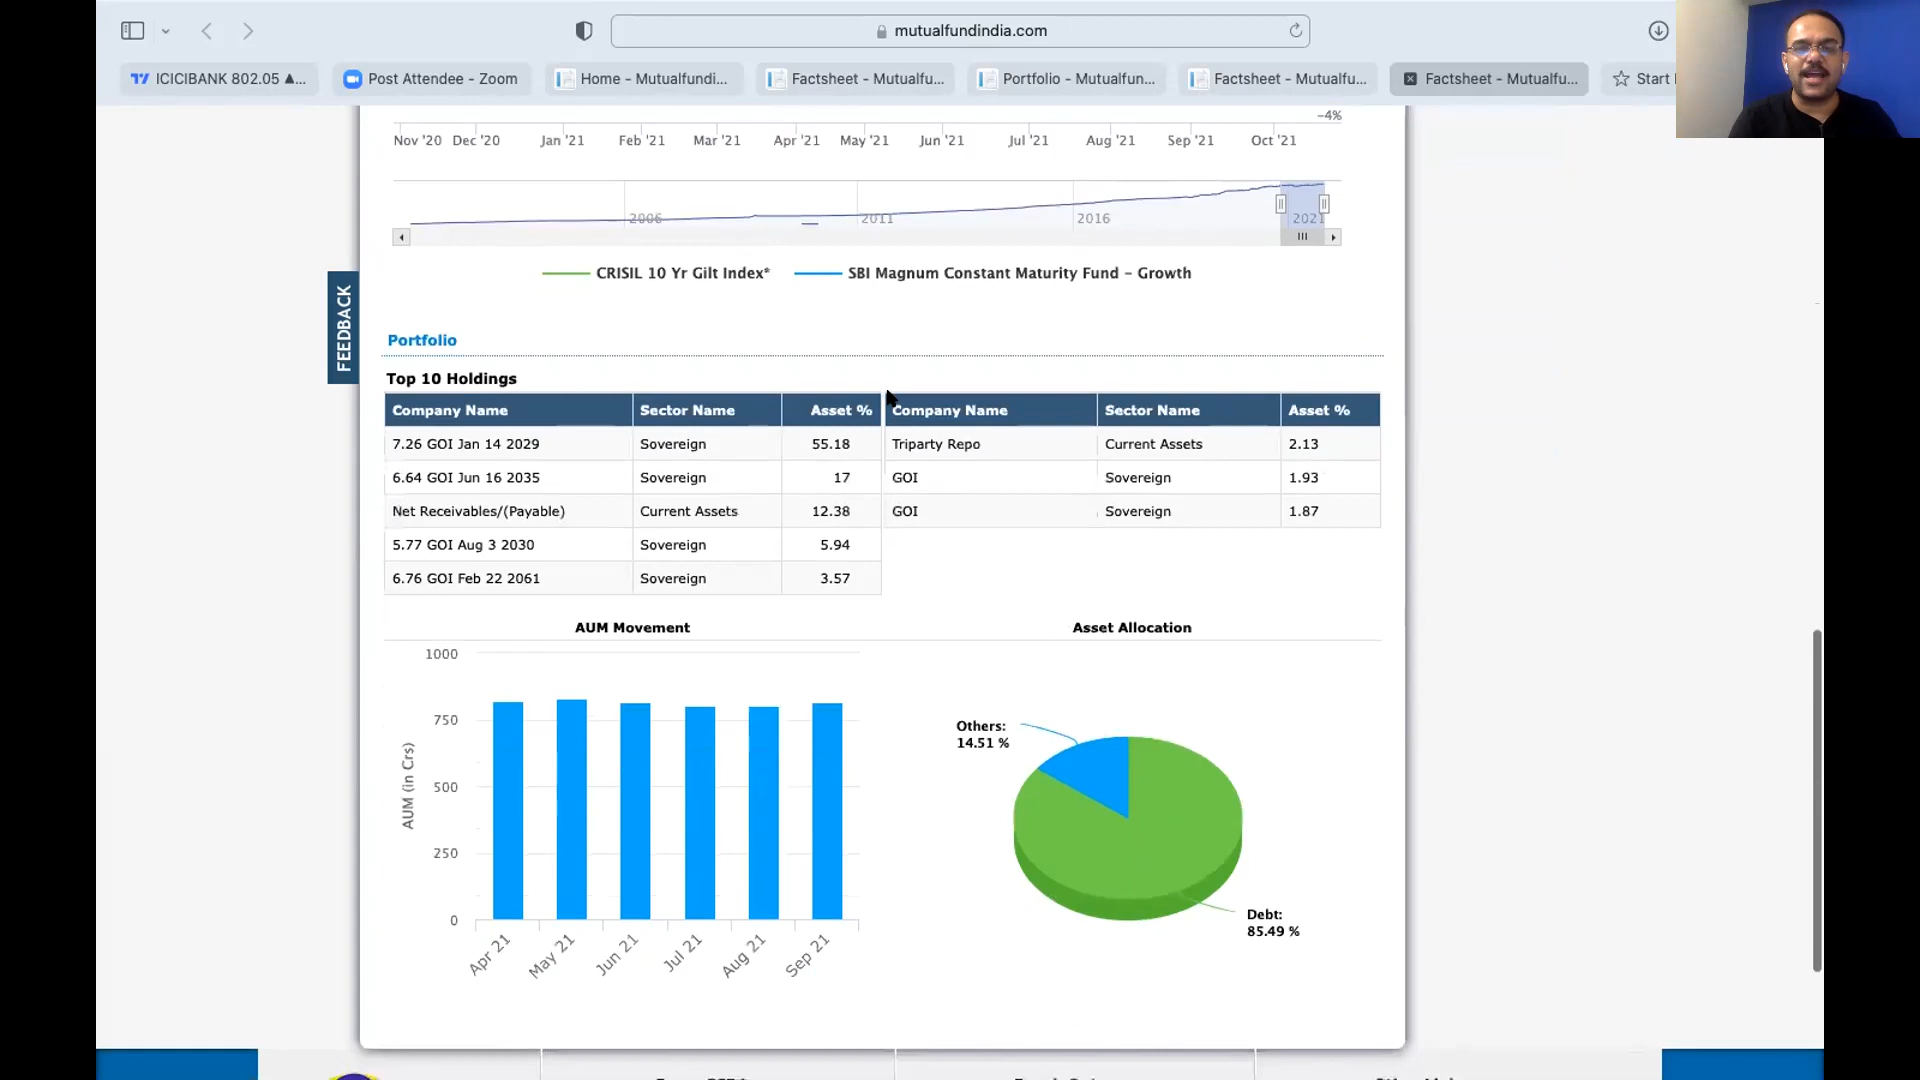 mutualfundindia.com
ICICIBANK 802.05 ▲...
Post Attendee - Zoom
Home - Mutualfundi...
Factsheet - Mutualfu...
Portfolio - Mutualfun...
Factsheet - Mutualfu...
Factsheet - Mutualfu...
Start
-4%
Nov '20 Dec '20 Jan '21 Feb '21 Mar '21 Apr '21 May '21 Jun '21 Jul '21 Aug '21 Sep '21 Oct '21
2006 2011 2016 2021
CRISIL 10 Yr Gilt Index* SBI Magnum Constant Maturity Fund - Growth
FEEDBACK
Portfolio
Top 10 Holdings
Company Name Sector Name Asset % Company Name Sector Name Asset %
7.26 GOI Jan 14 2029 Sovereign 55.18 Triparty Repo Current Assets 2.13
6.64 GOI Jun 16 2035 Sovereign 17 GOI Sovereign 1.93
Net Receivables/(Payable) Current Assets 12.38 GOI Sovereign 1.87
5.77 GOI Aug 3 2030 Sovereign 5.94
6.76 GOI Feb 22 2061 Sovereign 3.57
AUM Movement
1000
750
500
250
0
AUM (in Crs)
Apr 21 May 21 Jun 21 Jul 21 Aug 21 Sep 21
Asset Allocation
Others:
14.51 %
Debt:
85.49 %